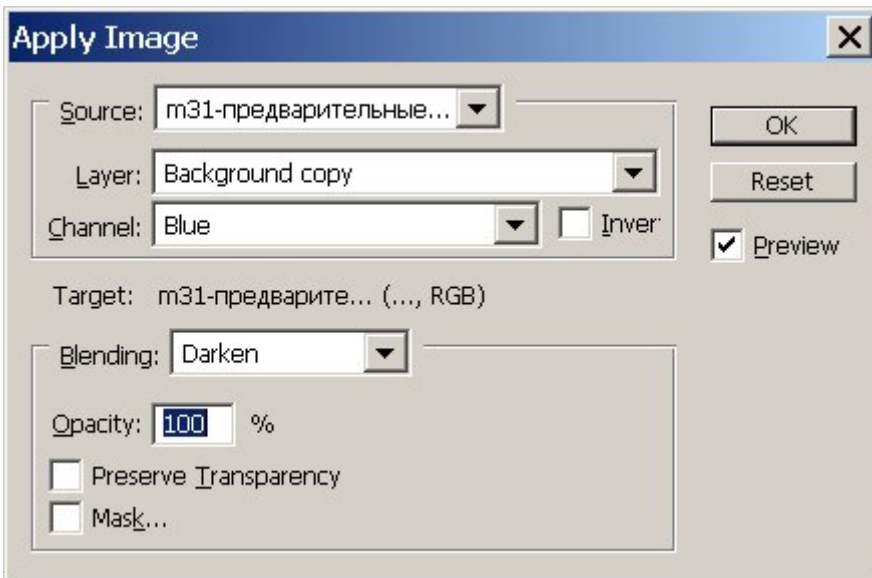 Apply Image
Source: m31-предварительные...
OK
Layer: Background copy
Reset
Channel: Blue Inver
Preview
Target: m31-предварите... (..., RGB)
Blending: Darken
Opacity: 100 %
Preserve Transparency
Mask...